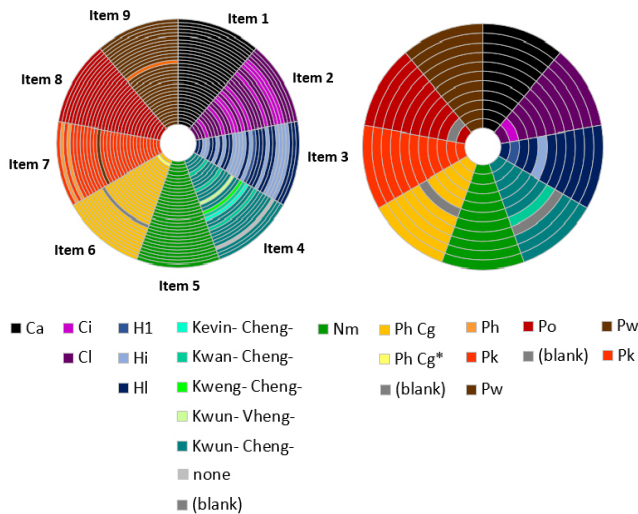 Item 9
Item 1
Item 8
Item 2
Item 7
Item 3
Item 6
Item 4
Item 5
Ca
Ci
Cl
H1
Hi
Hl
Kevin- Cheng-
Kwan- Cheng-
Kweng- Cheng-
Kwun- Vheng-
Kwun- Cheng-
none
(blank)
Nm
Ph Cg
Ph Cg*
(blank)
Ph
Pk
Pw
Po
(blank)
Pw
Pk